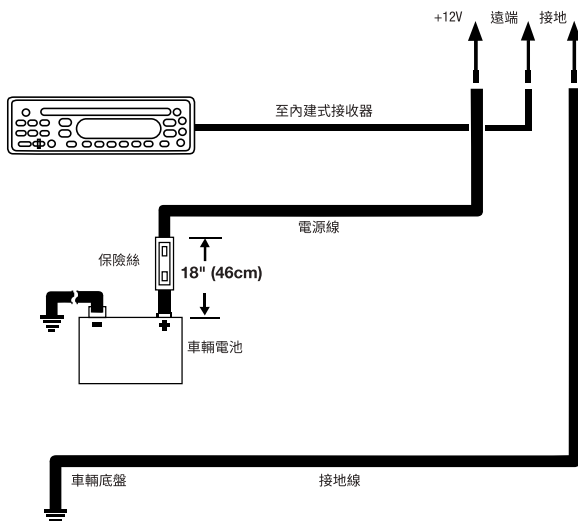 +12V 遠端 接地
至內建式接收器
電源線
保險絲
18" (46cm)
車輛電池
車輛底盤 接地線